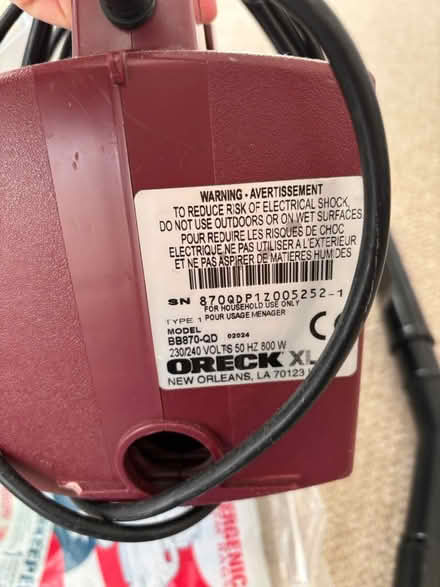 WARNING - AVERTISSEMENT
TO REDUCE RISK OF ELECTRICAL SHOCK,
DO NOT USE OUTDOORS OR ON WET SURFACES
POUR REDUIRE LES RISQUES DE CHOC
ELECTRIQUE NE PAS UTILISER A L'EXTERIEUR
ET NE PAS ASPIRER DE MATIERES HUMIDES
SN 870QDP1Z005252-1
FOR HOUSEHOLD USE ONLY
TYPE 1 POUR USAGE MENAGER
MODEL
BB870-QD 02024
230/240 VOLTS 50 HZ 800 W
CE
ORECK XL
NEW ORLEANS, LA 70123